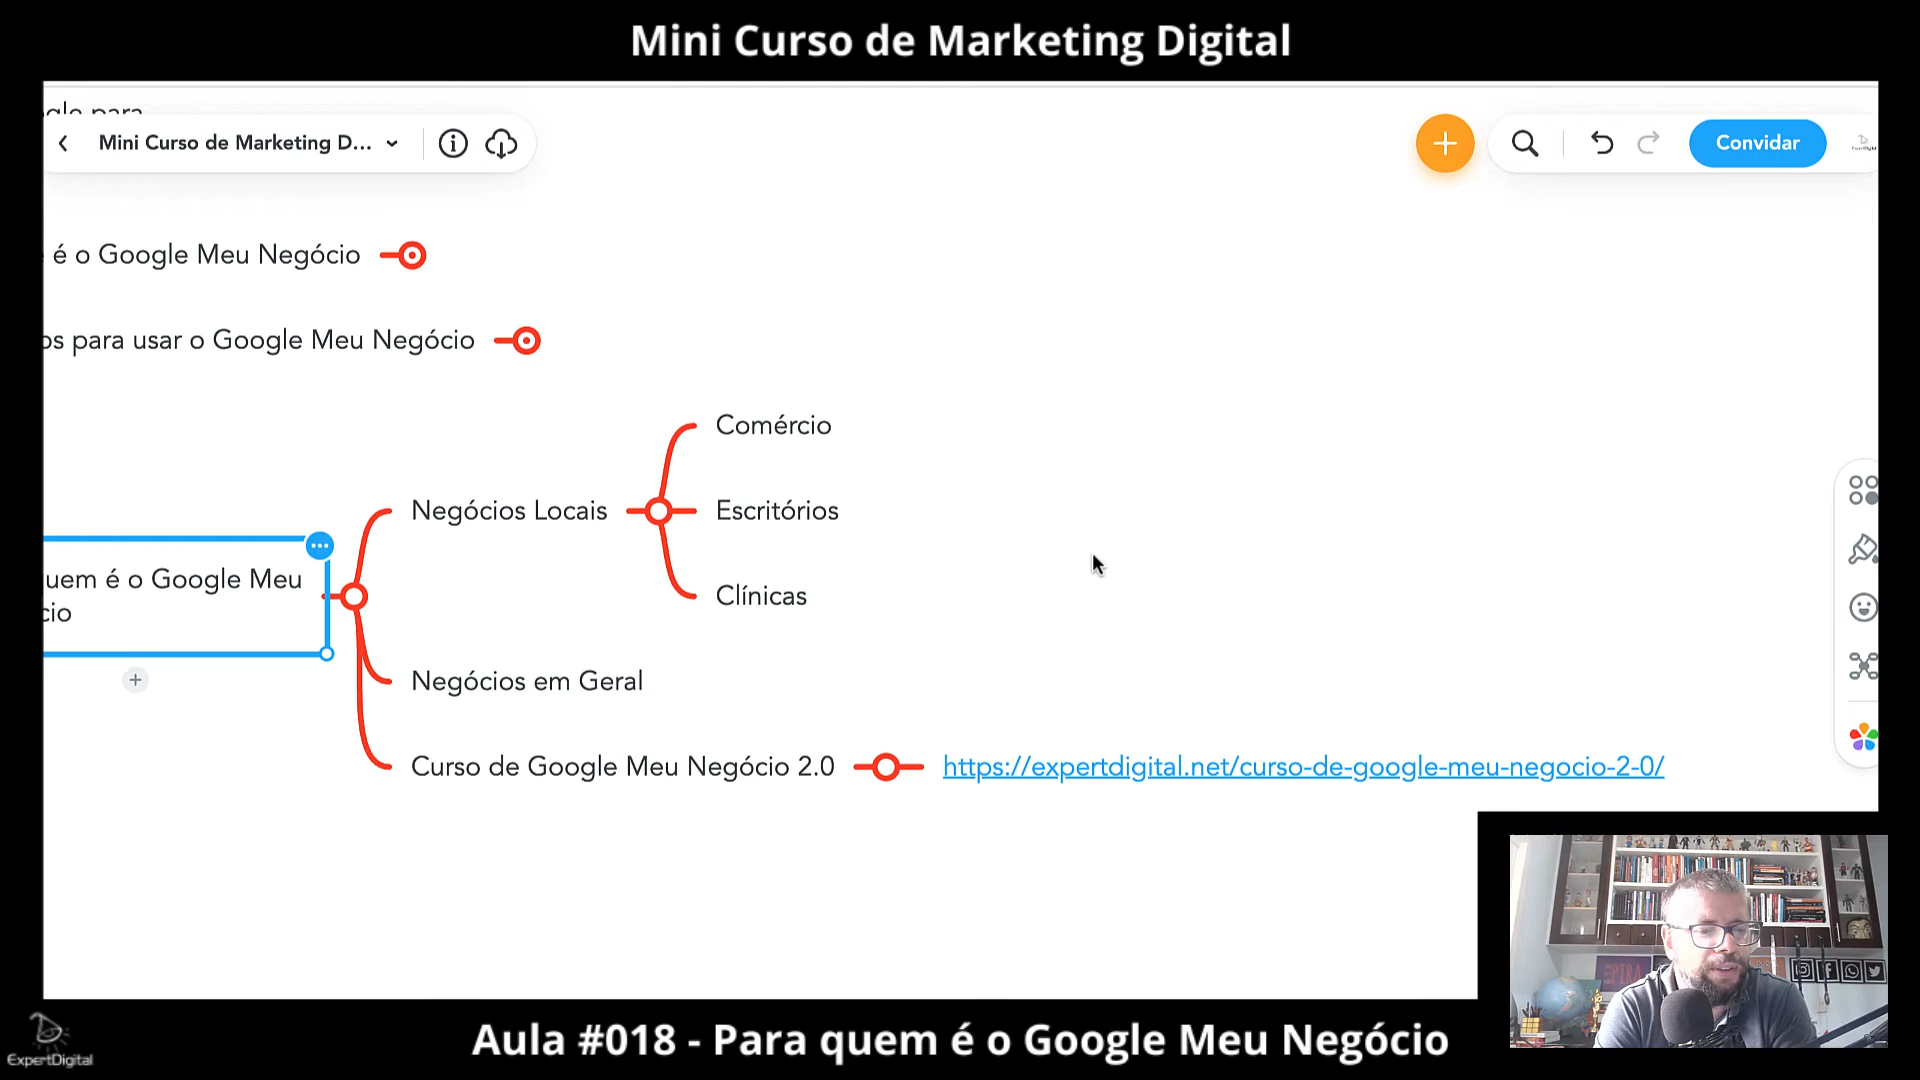 Mini Curso de Marketing Digital
gle para
Mini Curso de Marketing D...
Convidar
é o Google Meu Negócio
os para usar o Google Meu Negócio
Comércio
Negócios Locais
Escritórios
uem é o Google Meu
cio
Clínicas
Negócios em Geral
Curso de Google Meu Negócio 2.0
https://expertdigital.net/curso-de-google-meu-negocio-2-0/
Aula #018 - Para quem é o Google Meu Negócio
ExpertDigital